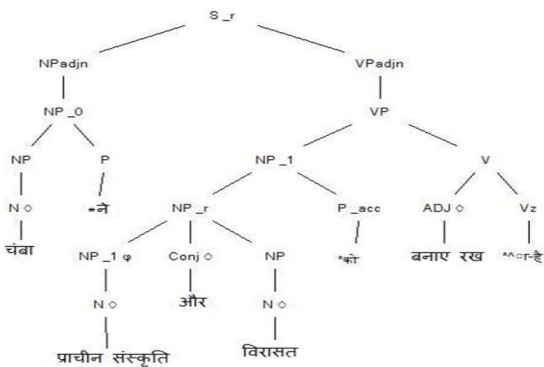 S_r
NPadjn VPadjn
NP_0 VP
NP P NP_1 V
N◇ *ने NP_r P_acc ADJ◇ Vz
चंबा NP_1 φ Conj◇ NP *को बनाए रख *^^ा-है
N◇ और N◇
प्राचीन संस्कृति विरासत